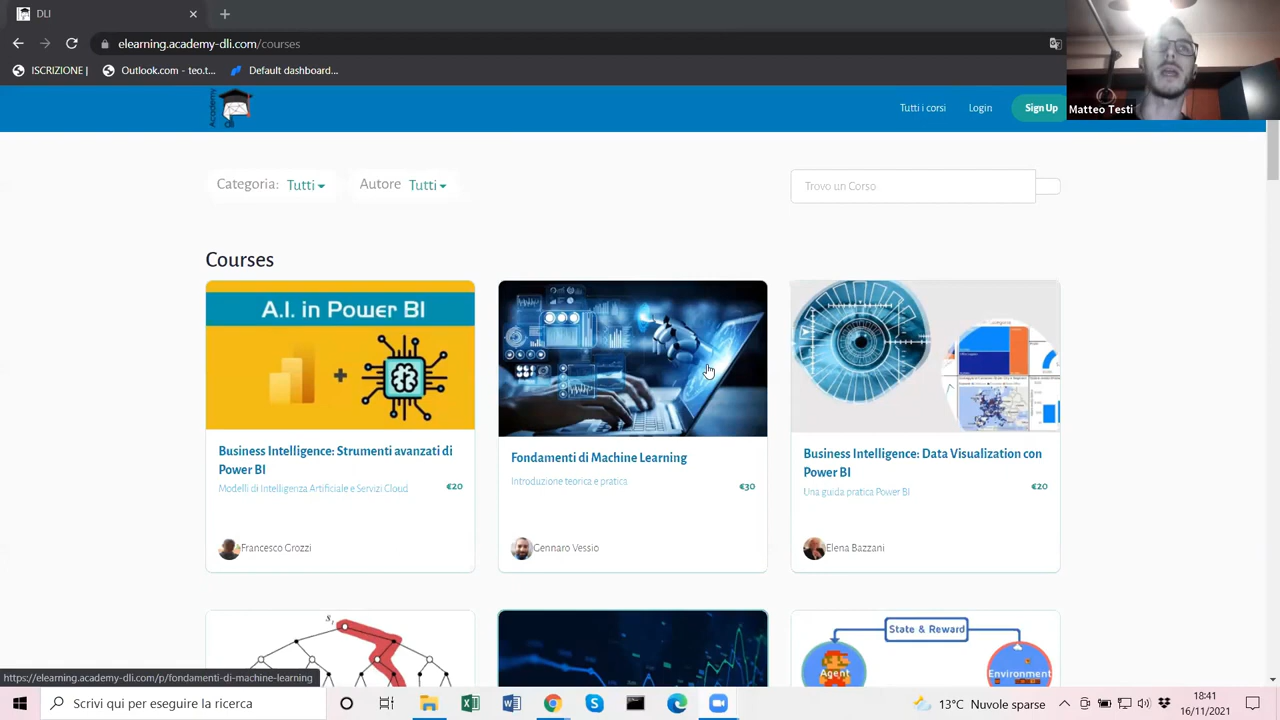 DLI
elearning.academy-dli.com/courses
ISCRIZIONE |
Outlook.com - teo.t...
Default dashboard...
Academy
Tutti i corsi
Login
Sign Up
Matteo Testi
Categoria: Tutti
Autore Tutti
Trovo un Corso
Courses
A.I. in Power BI
Business Intelligence: Strumenti avanzati di
Power BI
Modelli di Intelligenza Artificiale e Servizi Cloud
€20
Francesco Grozzi
Fondamenti di Machine Learning
Introduzione teorica e pratica
€30
Gennaro Vessio
Business Intelligence: Data Visualization con
Power BI
Una guida pratica Power BI
€20
Elena Bazzani
State & Reward
Agent
Environment
https://elearning.academy-dli.com/p/fondamenti-di-machine-learning
Scrivi qui per eseguire la ricerca
13°C Nuvole sparse
18:41
16/11/2021